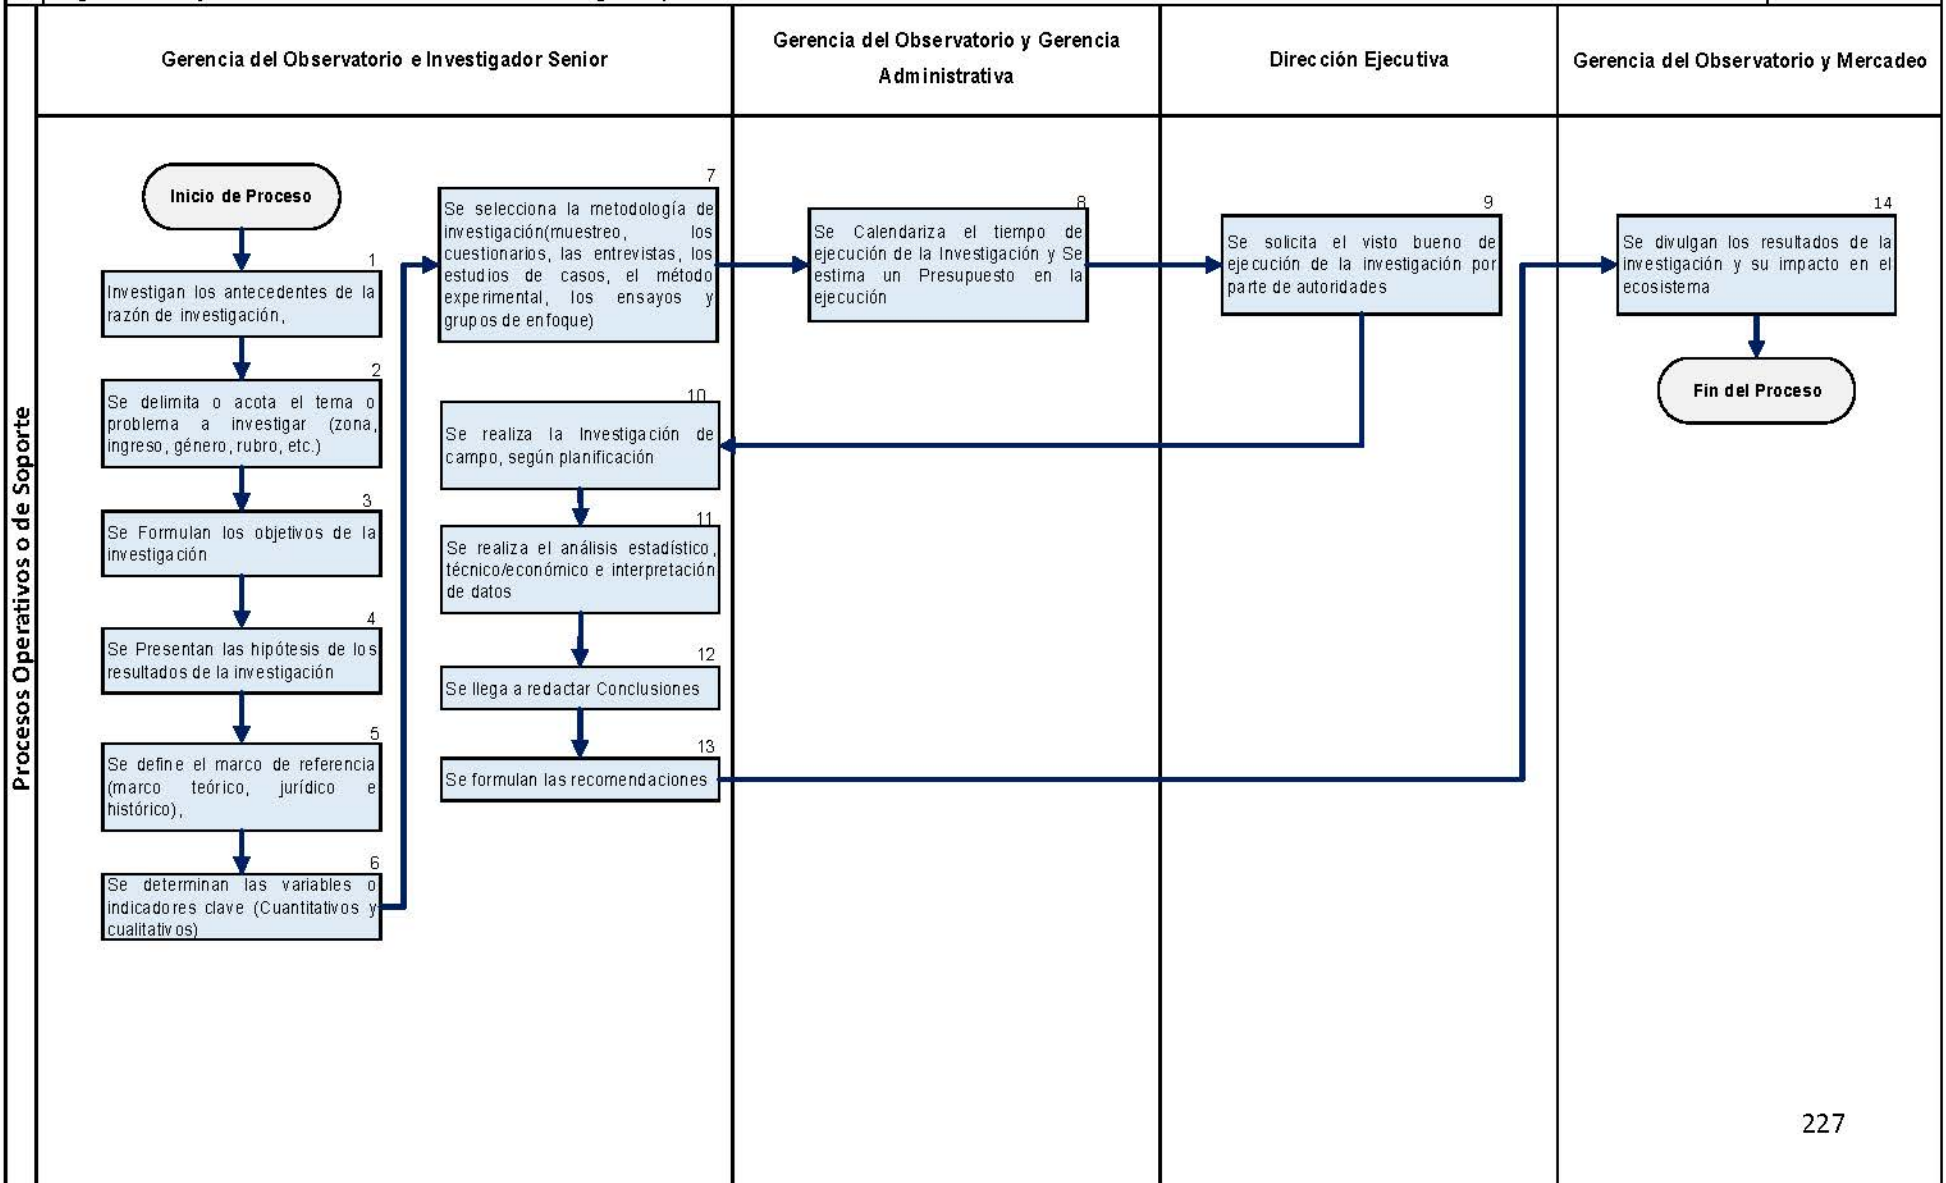 Gerencia del Observatorio e Investigador Senior
Gerencia del Observatorio y Gerencia
Administrativa
Dirección Ejecutiva
Gerencia del Observatorio y Mercadeo
Procesos Operativos o de Soporte
Inicio de Proceso
1
Investigan los antecedentes de la
razón de investigación,
2
Se delimita o acota el tema o
problema a investigar (zona,
ingreso, género, rubro, etc.)
3
Se Formulan los objetivos de la
investigación
4
Se Presentan las hipótesis de los
resultados de la investigación
5
Se define el marco de referencia
(marco teórico, jurídico e
histórico),
6
Se determinan las variables o
indicadores clave (Cuantitativos y
cualitativos)
7
Se selecciona la metodología de
investigación(muestreo, los
cuestionarios, las entrevistas, los
estudios de casos, el método
experimental, los ensayos y
grupos de enfoque)
8
Se Calendariza el tiempo de
ejecución de la Investigación y Se
estima un Presupuesto en la
ejecución
9
Se solicita el visto bueno de
ejecución de la investigación por
parte de autoridades
10
Se realiza la Investigación de
campo, según planificación
11
Se realiza el análisis estadístico,
técnico/económico e interpretación
de datos
12
Se llega a redactar Conclusiones
13
Se formulan las recomendaciones
14
Se divulgan los resultados de la
investigación y su impacto en el
ecosistema
Fin del Proceso
227